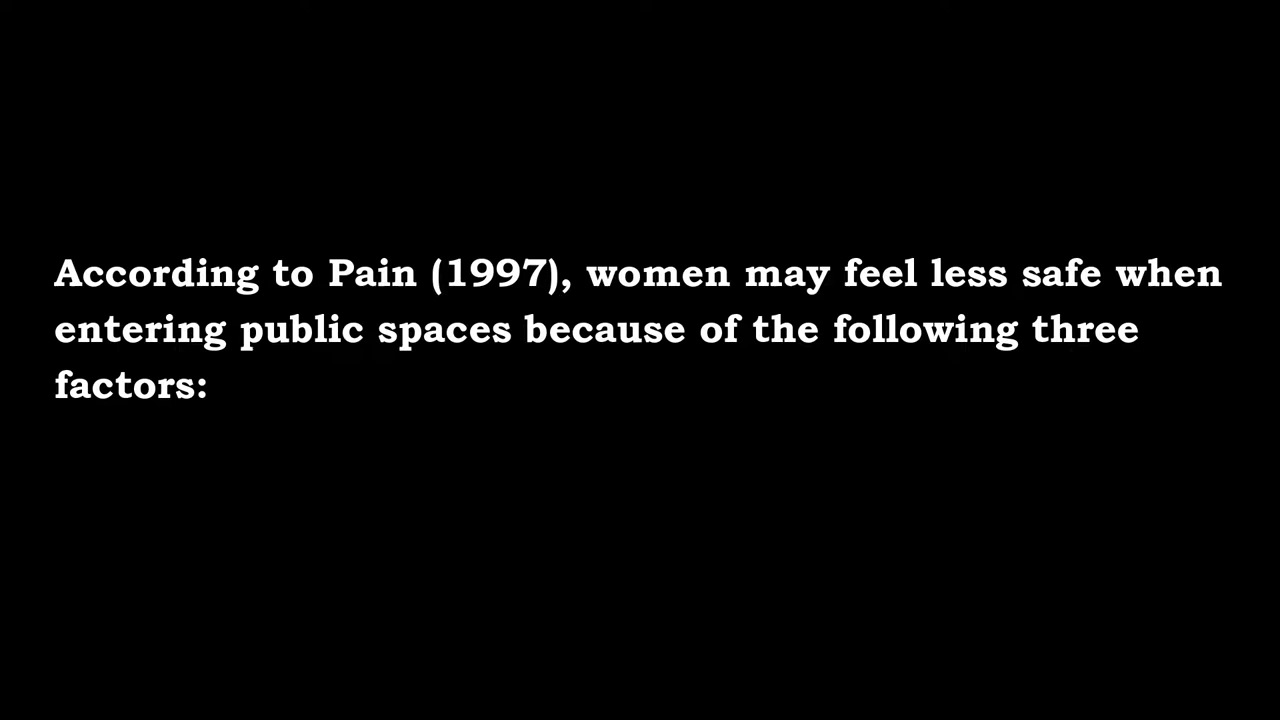 According to Pain (1997), women may feel less safe when
entering public spaces because of the following three
factors: